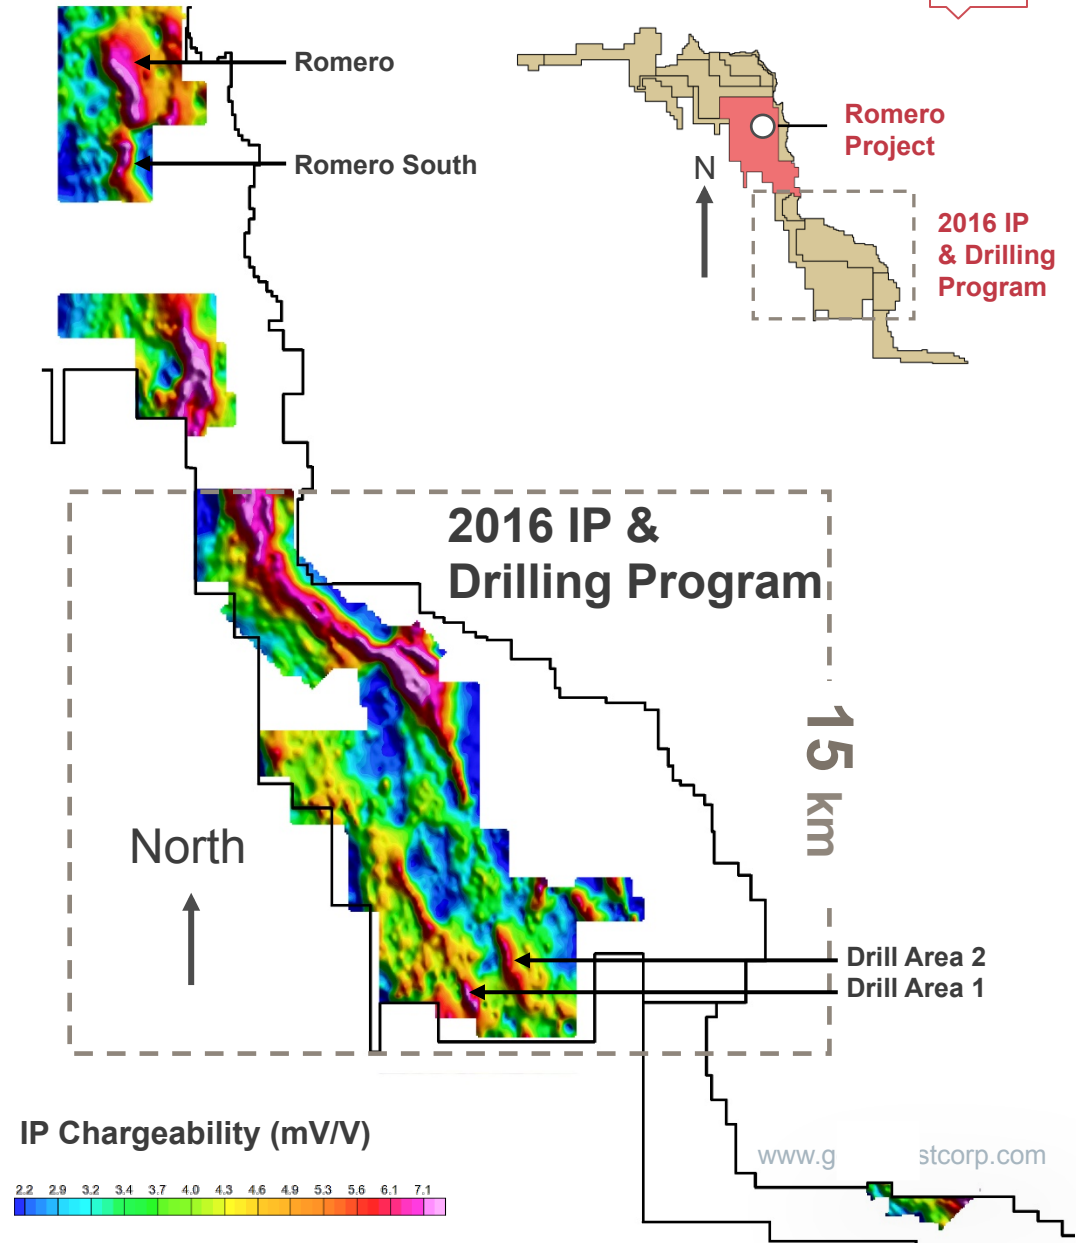 Romero
Romero South
Romero
Project
N
2016 IP
& Drilling
Program
2016 IP &
Drilling Program
15 km
North
Drill Area 2
Drill Area 1
IP Chargeability (mV/V)
2.2 2.9 3.2 3.4 3.7 4.0 4.3 4.6 4.9 5.3 5.6 6.1 7.1
www.g stcorp.com